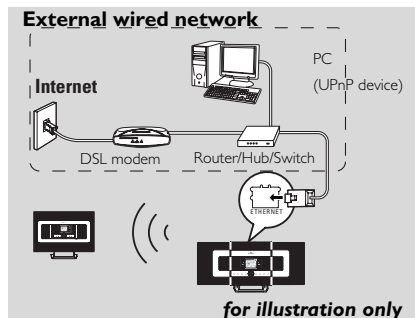 External wired network
PC
(UPnP device)
Internet
DSL modem
Router/Hub/Switch
ETHERNET
for illustration only